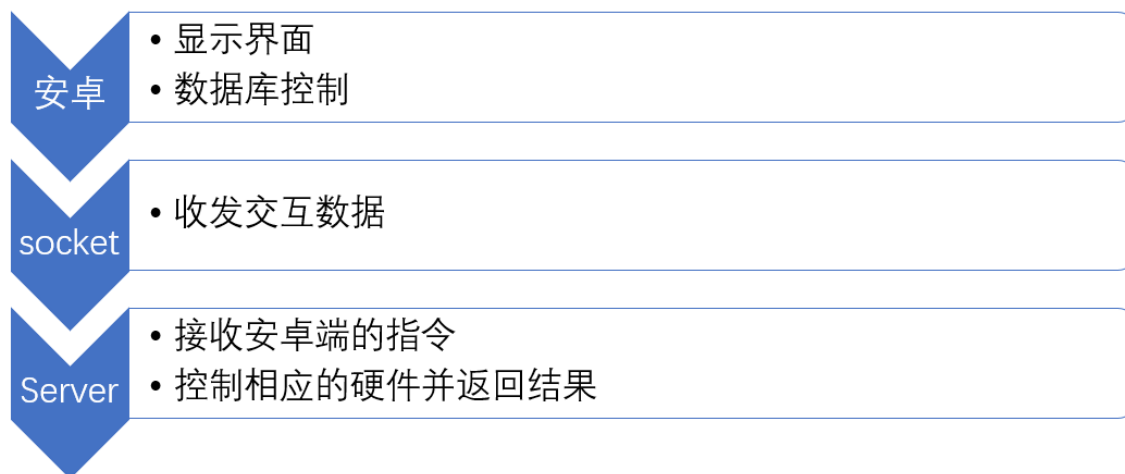 安卓
• 显示界面
• 数据库控制
socket
• 收发交互数据
Server
• 接收安卓端的指令
• 控制相应的硬件并返回结果